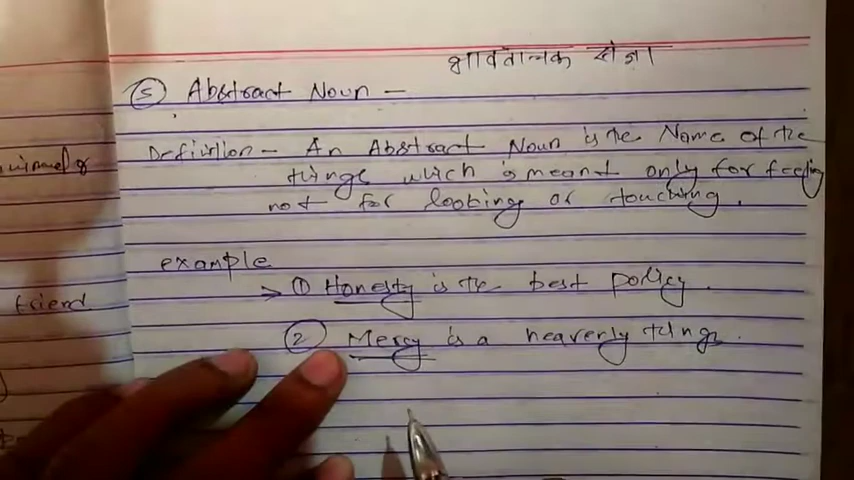 भाववाचक संज्ञा
⑤ Abstract Noun –
Definition – An Abstract Noun is the Name of the
things which is meant only for feeling
not for looking or touching.
example
> ① Honesty is the best policy.
② Mercy is a heavenly thing.
friend